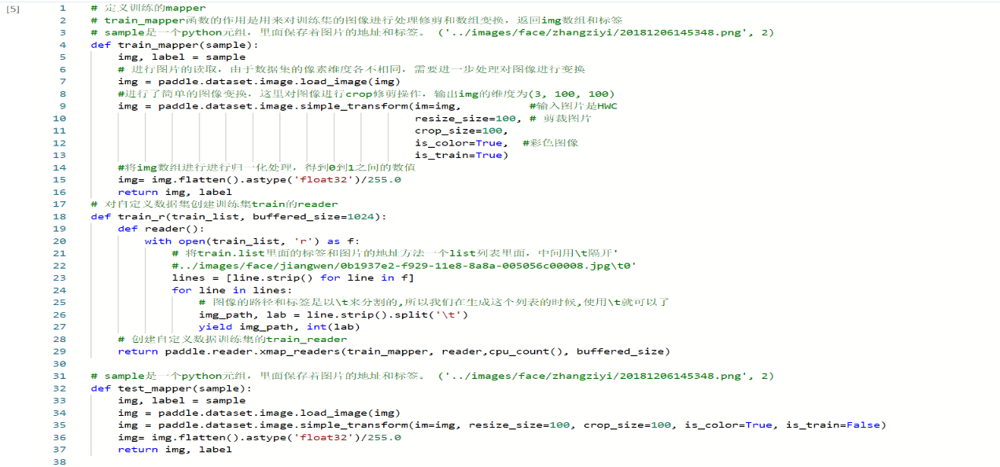 [5]
1 # 定义训练的mapper
2 # train_mapper函数的作用是用来对训练集的图像进行处理修剪和数组变换，返回img数组和标签
3 # sample是一个python元组，里面保存着图片的地址和标签。 ('../images/face/zhangziyi/20181206145348.png', 2)
4 def train_mapper(sample):
5     img, label = sample
6     # 进行图片的读取，由于数据集的像素维度各不相同，需要进一步处理对图像进行变换
7     img = paddle.dataset.image.load_image(img)
8     #进行了简单的图像变换，这里对图像进行crop修剪操作，输出img的维度为(3, 100, 100)
9     img = paddle.dataset.image.simple_transform(im=img,          #输入图片是HWC
10                                                 resize_size=100, # 剪裁图片
11                                                 crop_size=100,
12                                                 is_color=True,  #彩色图像
13                                                 is_train=True)
14     #将img数组进行进行归一化处理，得到0到1之间的数值
15     img= img.flatten().astype('float32')/255.0
16     return img, label
17 # 对自定义数据集创建训练集train的reader
18 def train_r(train_list, buffered_size=1024):
19     def reader():
20         with open(train_list, 'r') as f:
21             # 将train.list里面的标签和图片的地址方法一个list列表里面，中间用\t隔开'
22             #../images/face/jiangwen/0b1937e2-f929-11e8-8a8a-005056c00008.jpg\t0'
23             lines = [line.strip() for line in f]
24             for line in lines:
25                 # 图像的路径和标签是以\t来分割的,所以我们在生成这个列表的时候,使用\t就可以了
26                 img_path, lab = line.strip().split('\t')
27                 yield img_path, int(lab)
28     # 创建自定义数据训练集的train_reader
29     return paddle.reader.xmap_readers(train_mapper, reader,cpu_count(), buffered_size)
30
31 # sample是一个python元组，里面保存着图片的地址和标签。 ('../images/face/zhangziyi/20181206145348.png', 2)
32 def test_mapper(sample):
33     img, label = sample
34     img = paddle.dataset.image.load_image(img)
35     img = paddle.dataset.image.simple_transform(im=img, resize_size=100, crop_size=100, is_color=True, is_train=False)
36     img= img.flatten().astype('float32')/255.0
37     return img, label
38